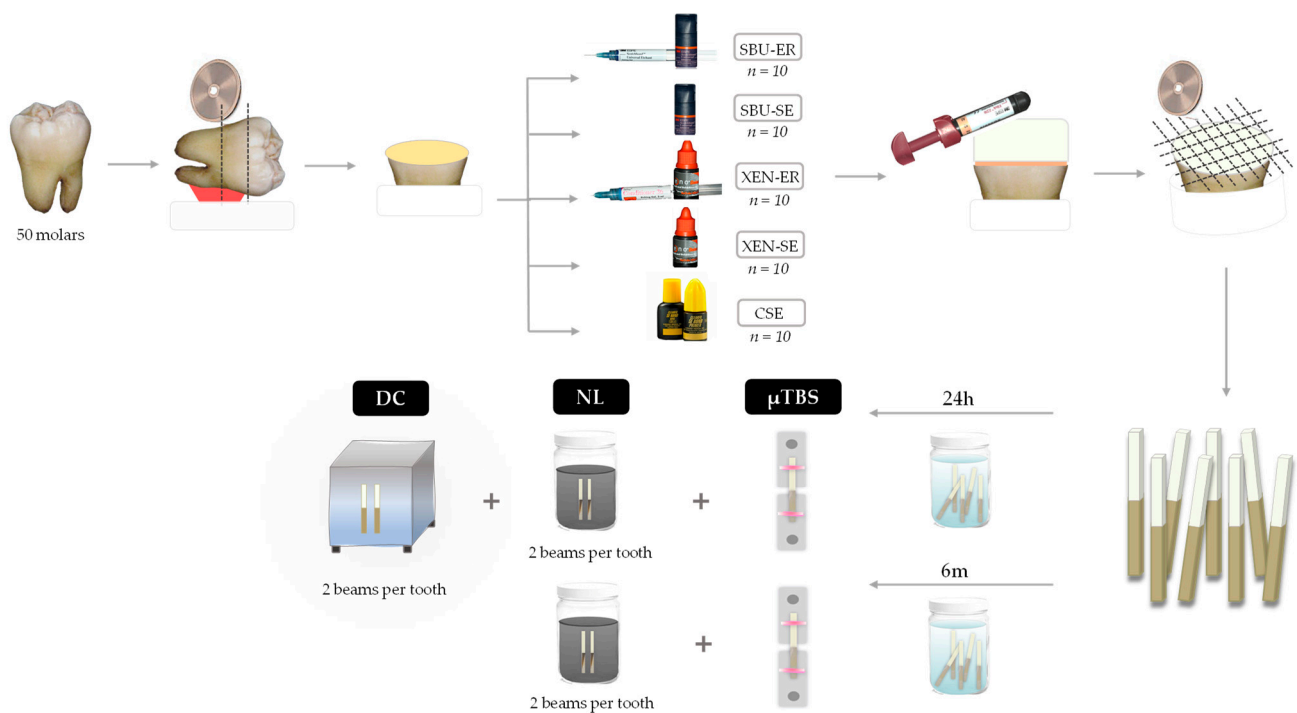 SBU-ER
n = 10
SBU-SE
n = 10
XEN-ER
n = 10
XEN-SE
n = 10
CSE
n = 10
50 molars
DC
NL
µTBS
24h
2 beams per tooth
2 beams per tooth
6m
2 beams per tooth